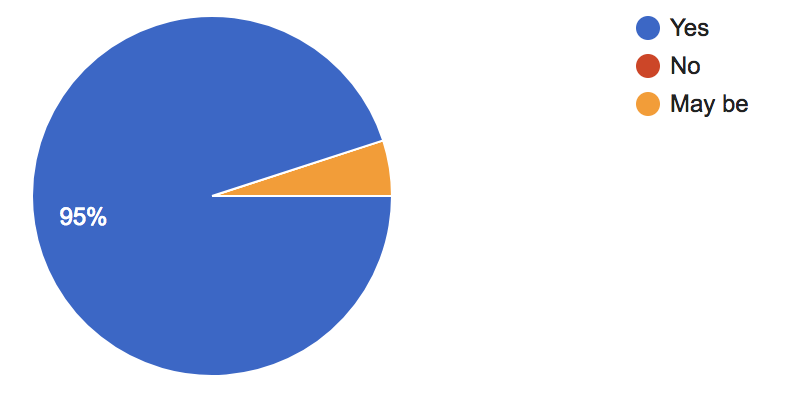 Yes
No
May be
95%